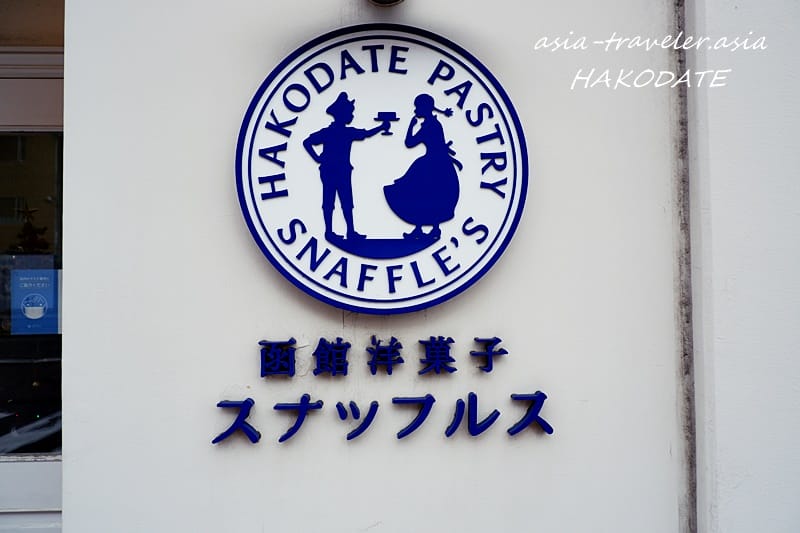 asia-traveler.asia
HAKODATE
HAKODATE PASTRY
SNAFFLE'S
函館洋菓子
スナッフルス